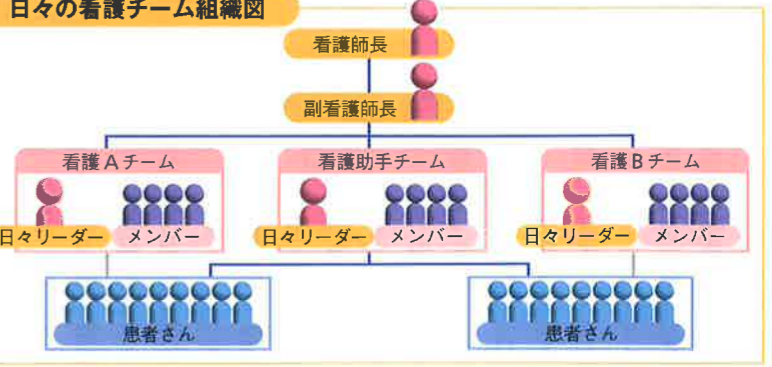 日々の看護チーム組織図
看護師長
副看護師長
看護Aチーム
看護助手チーム
看護Bチーム
日々リーダー
メンバー
日々リーダー
メンバー
日々リーダー
メンバー
患者さん
患者さん